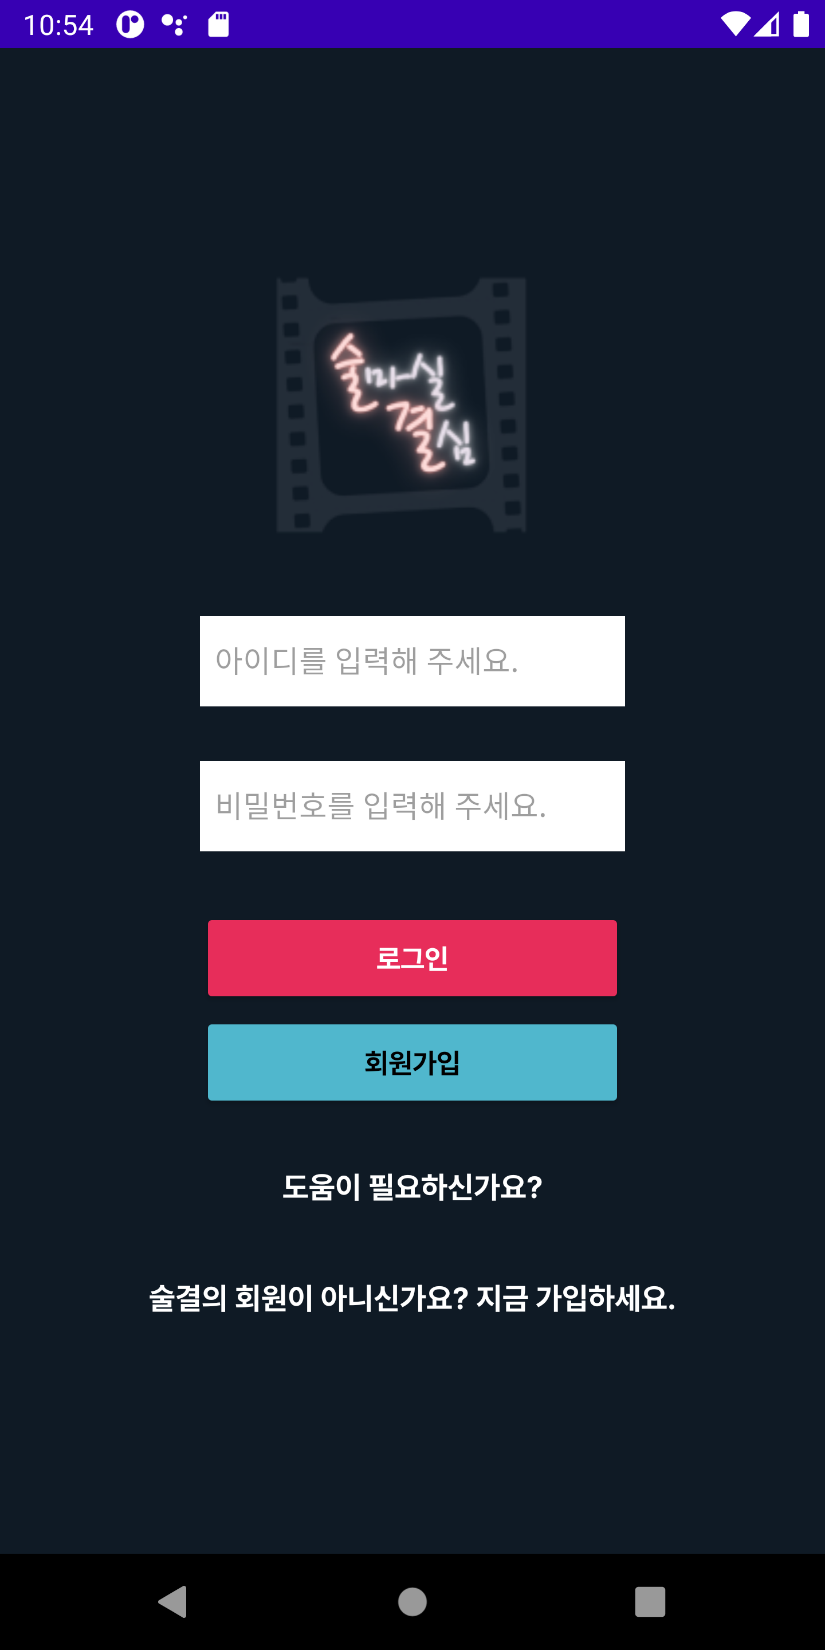 10:54
술마실
결심
아이디를 입력해 주세요.
비밀번호를 입력해 주세요.
로그인
회원가입
도움이 필요하신가요?
술결의 회원이 아니신가요? 지금 가입하세요.